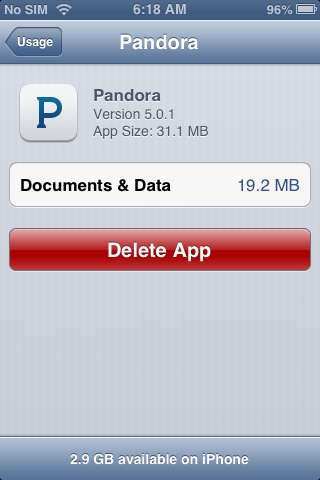 No SIM 6:18 AM 96%
Usage Pandora
P
Pandora
Version 5.0.1
App Size: 31.1 MB
Documents & Data 19.2 MB
Delete App
2.9 GB available on iPhone